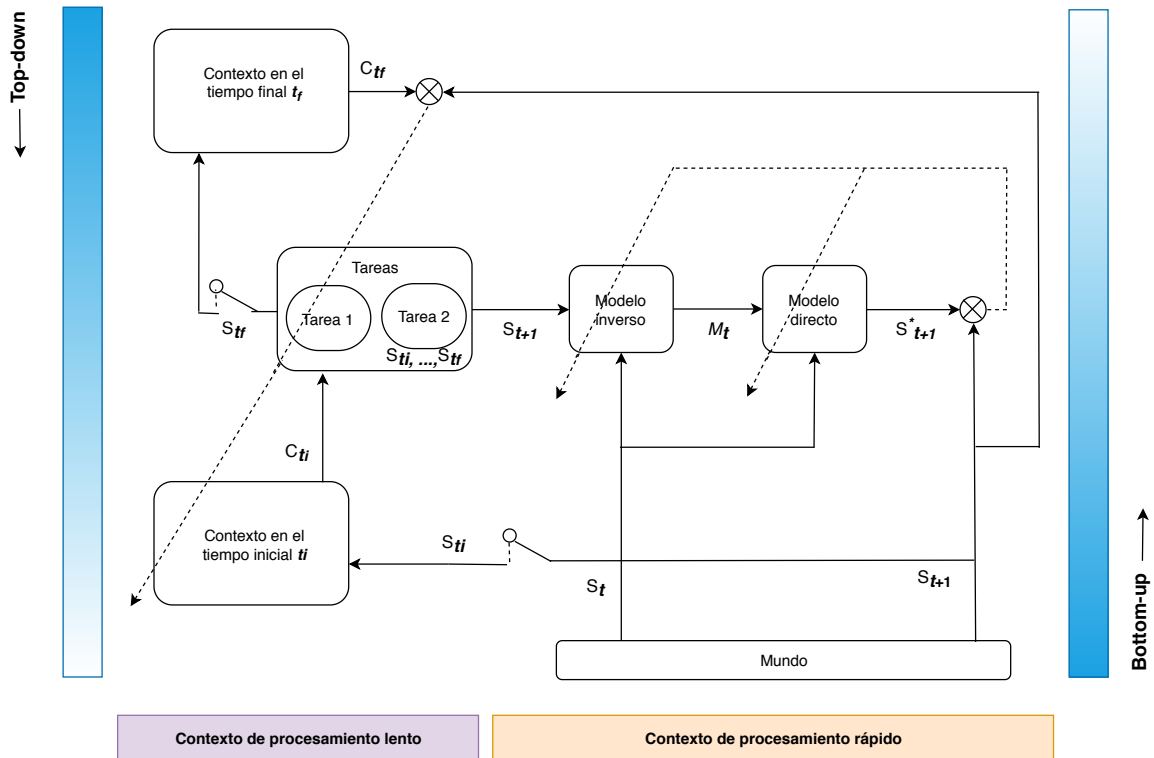 Top-down
Contexto en el
tiempo final tf
Ctf
Tareas
Tarea 1
Tarea 2
Sti, ...,Stf
Stf
St+1
Modelo
inverso
Mt
Modelo
directo
S*t+1
Cti
Contexto en el
tiempo inicial ti
Sti
St
St+1
Mundo
Bottom-up
Contexto de procesamiento lento
Contexto de procesamiento rápido